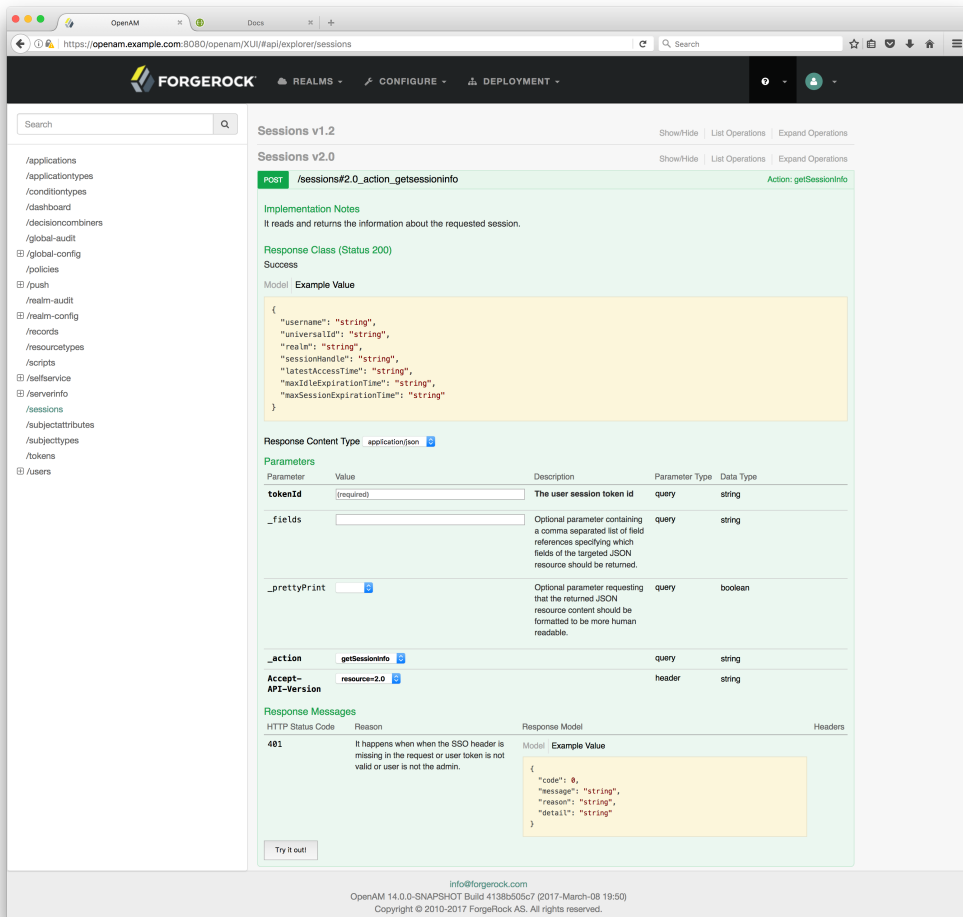 OpenAM
Docs
https://openam.example.com:8080/openam/XUI/#api/explorer/sessions
Search
FORGEROCK
REALMS
CONFIGURE
DEPLOYMENT
Search
/applications
/applicationtypes
/conditiontypes
/dashboard
/decisioncombiners
/global-audit
/global-config
/policies
/push
/realm-audit
/realm-config
/records
/resourcetypes
/scripts
/selfservice
/serverinfo
/sessions
/subjectattributes
/subjecttypes
/tokens
/users
Sessions v1.2
Show/Hide | List Operations | Expand Operations
Sessions v2.0
Show/Hide | List Operations | Expand Operations
POST /sessions#2.0_action_getsessioninfo Action: getSessionInfo
Implementation Notes
It reads and returns the information about the requested session.
Response Class (Status 200)
Success
Model | Example Value
{
"username": "string",
"universalId": "string",
"realm": "string",
"sessionHandle": "string",
"latestAccessTime": "string",
"maxIdleExpirationTime": "string",
"maxSessionExpirationTime": "string"
}
Response Content Type application/json
Parameters
Parameter Value Description Parameter Type Data Type
tokenId (required) The user session token id query string
_fields Optional parameter containing query string
a comma separated list of field
references specifying which
fields of the targeted JSON
resource should be returned.
_prettyPrint Optional parameter requesting query boolean
that the returned JSON
resource content should be
formatted to be more human
readable.
_action getSessionInfo query string
Accept- resource=2.0 header string
API-Version
Response Messages
HTTP Status Code Reason Response Model Headers
401 It happens when when the SSO header is
missing in the request or user token is not
valid or user is not the admin.
Model | Example Value
{
"code": 0,
"message": "string",
"reason": "string",
"detail": "string"
}
Try it out!
info@forgerock.com
OpenAM 14.0.0-SNAPSHOT Build 4138b505c7 (2017-March-08 19:50)
Copyright © 2010-2017 ForgeRock AS. All rights reserved.